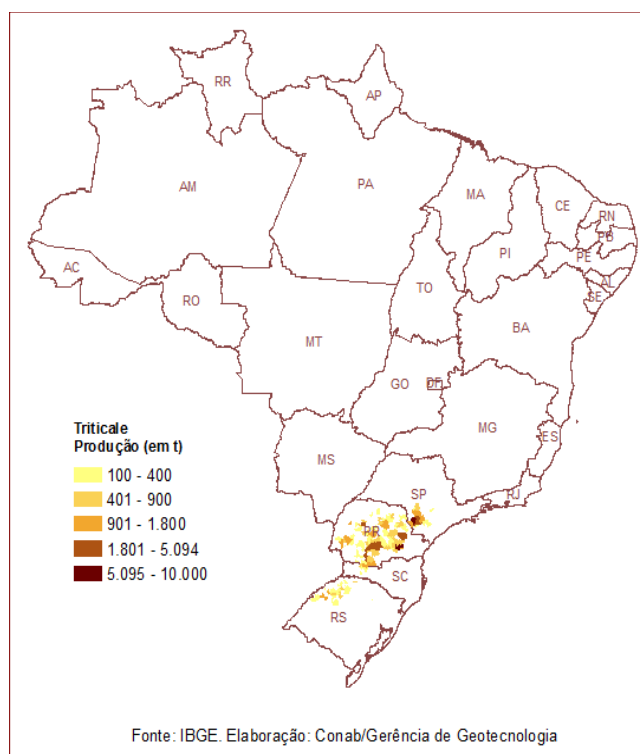 RR
AP
AM
PA
MA
CE
RN
PB
PE
PI
AC
AL
SE
TO
RO
BA
MT
GO
DF
MG
ES
MS
SP
RJ
PR
SC
RS
Triticale
Produção (em t)
100 - 400
401 - 900
901 - 1.800
1.801 - 5.094
5.095 - 10.000
Fonte: IBGE. Elaboração: Conab/Gerência de Geotecnologia